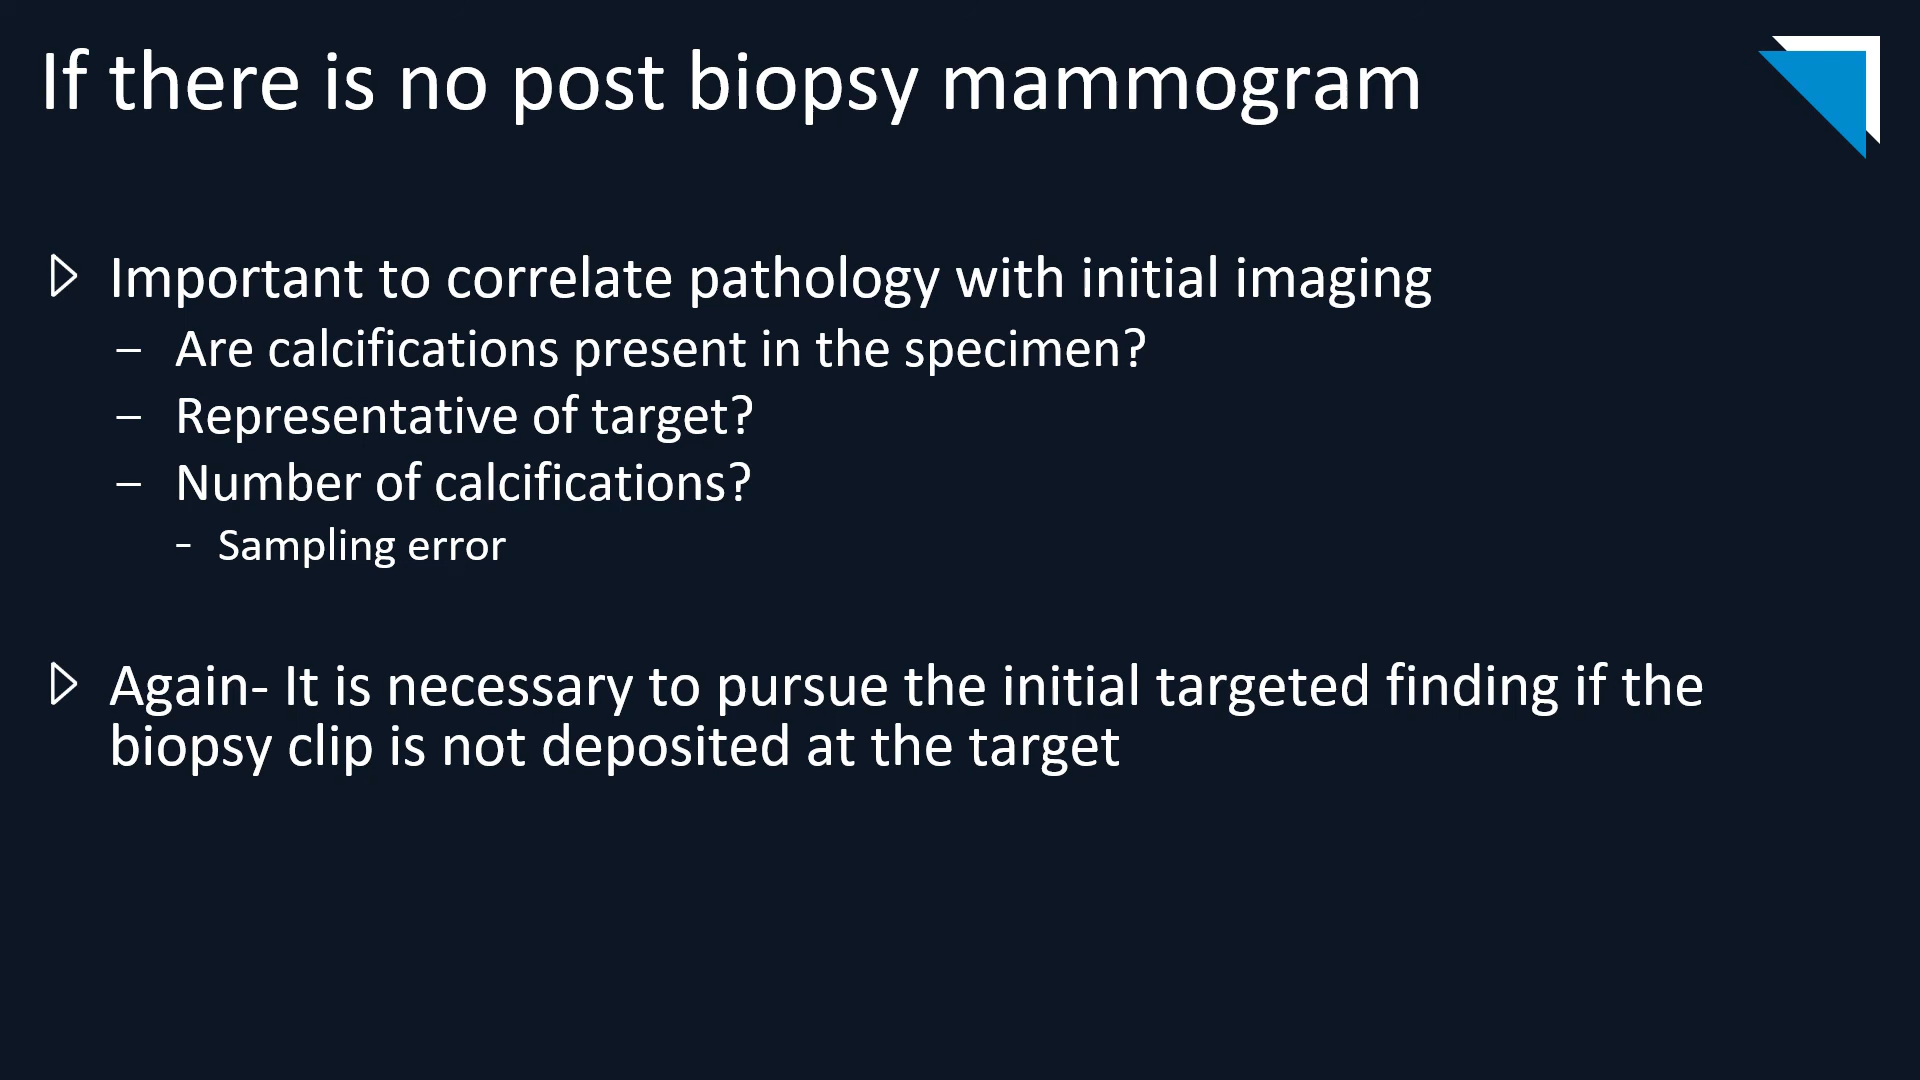 If there is no post biopsy mammogram
Important to correlate pathology with initial imaging
– Are calcifications present in the specimen?
– Representative of target?
– Number of calcifications?
- Sampling error
Again- It is necessary to pursue the initial targeted finding if the
biopsy clip is not deposited at the target